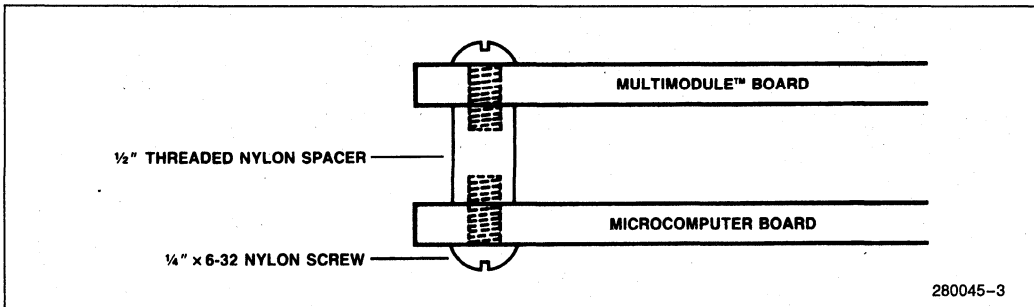 MULTIMODULE™ BOARD
½" THREADED NYLON SPACER
MICROCOMPUTER BOARD
¼" × 6-32 NYLON SCREW
280045-3